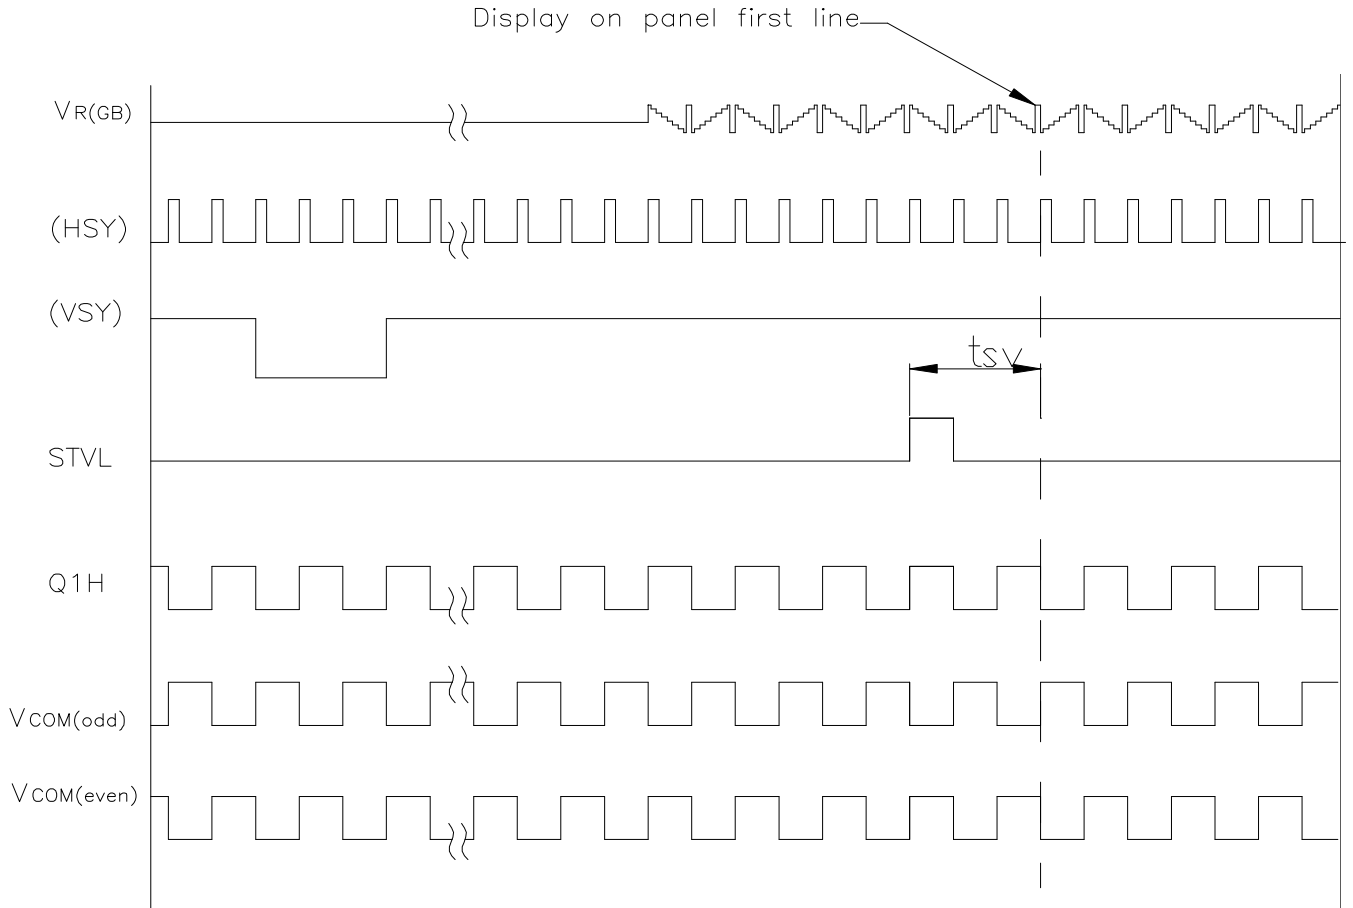 Display on panel first line
VR(GB)
(HSY)
(VSY)
tsv
STVL
Q1H
VCOM(odd)
VCOM(even)